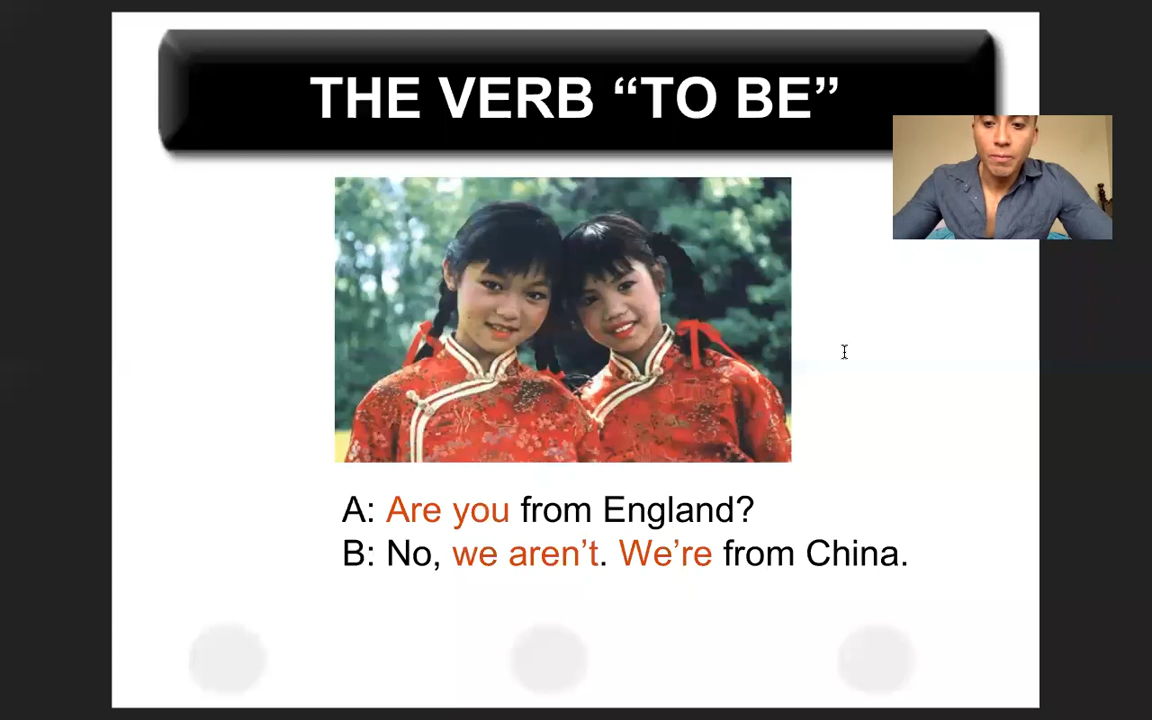 THE VERB “TO BE”
A: Are you from England?
B: No, we aren’t. We’re from China.